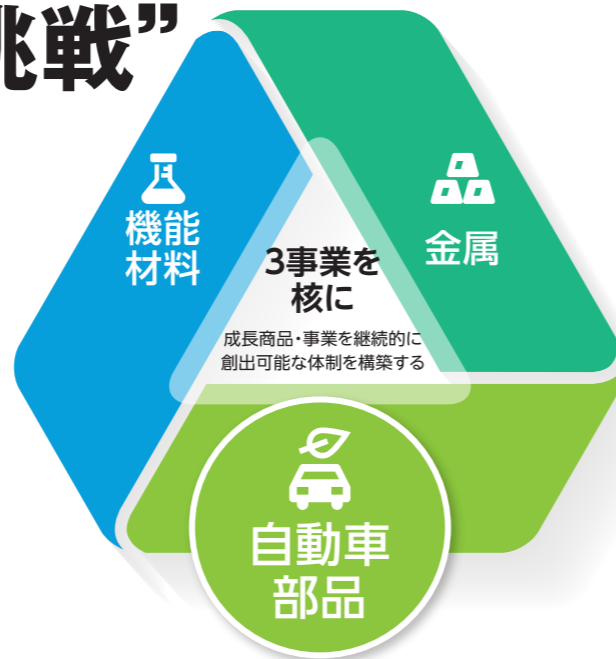 挑戦”
機能
材料
金属
3事業を
核に
成長商品・事業を継続的に
創出可能な体制を構築する
自動車
部品